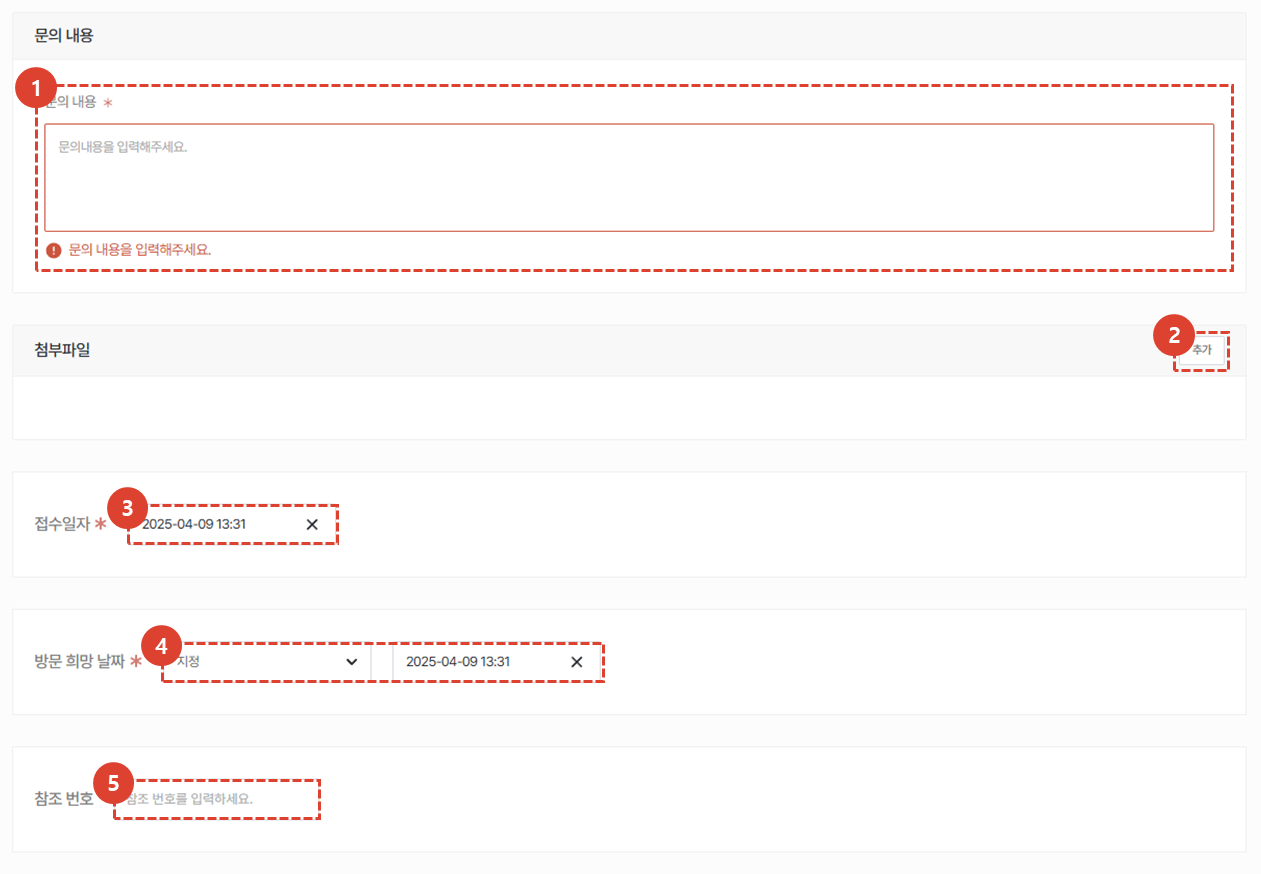 문의 내용
1
문의 내용 *
문의내용을 입력해주세요.
! 문의 내용을 입력해주세요.
첨부파일
2
추가
접수일자 *
3
2025-04-09 13:31
방문 희망 날짜 *
4
지정
2025-04-09 13:31
참조 번호
5
참조 번호를 입력하세요.